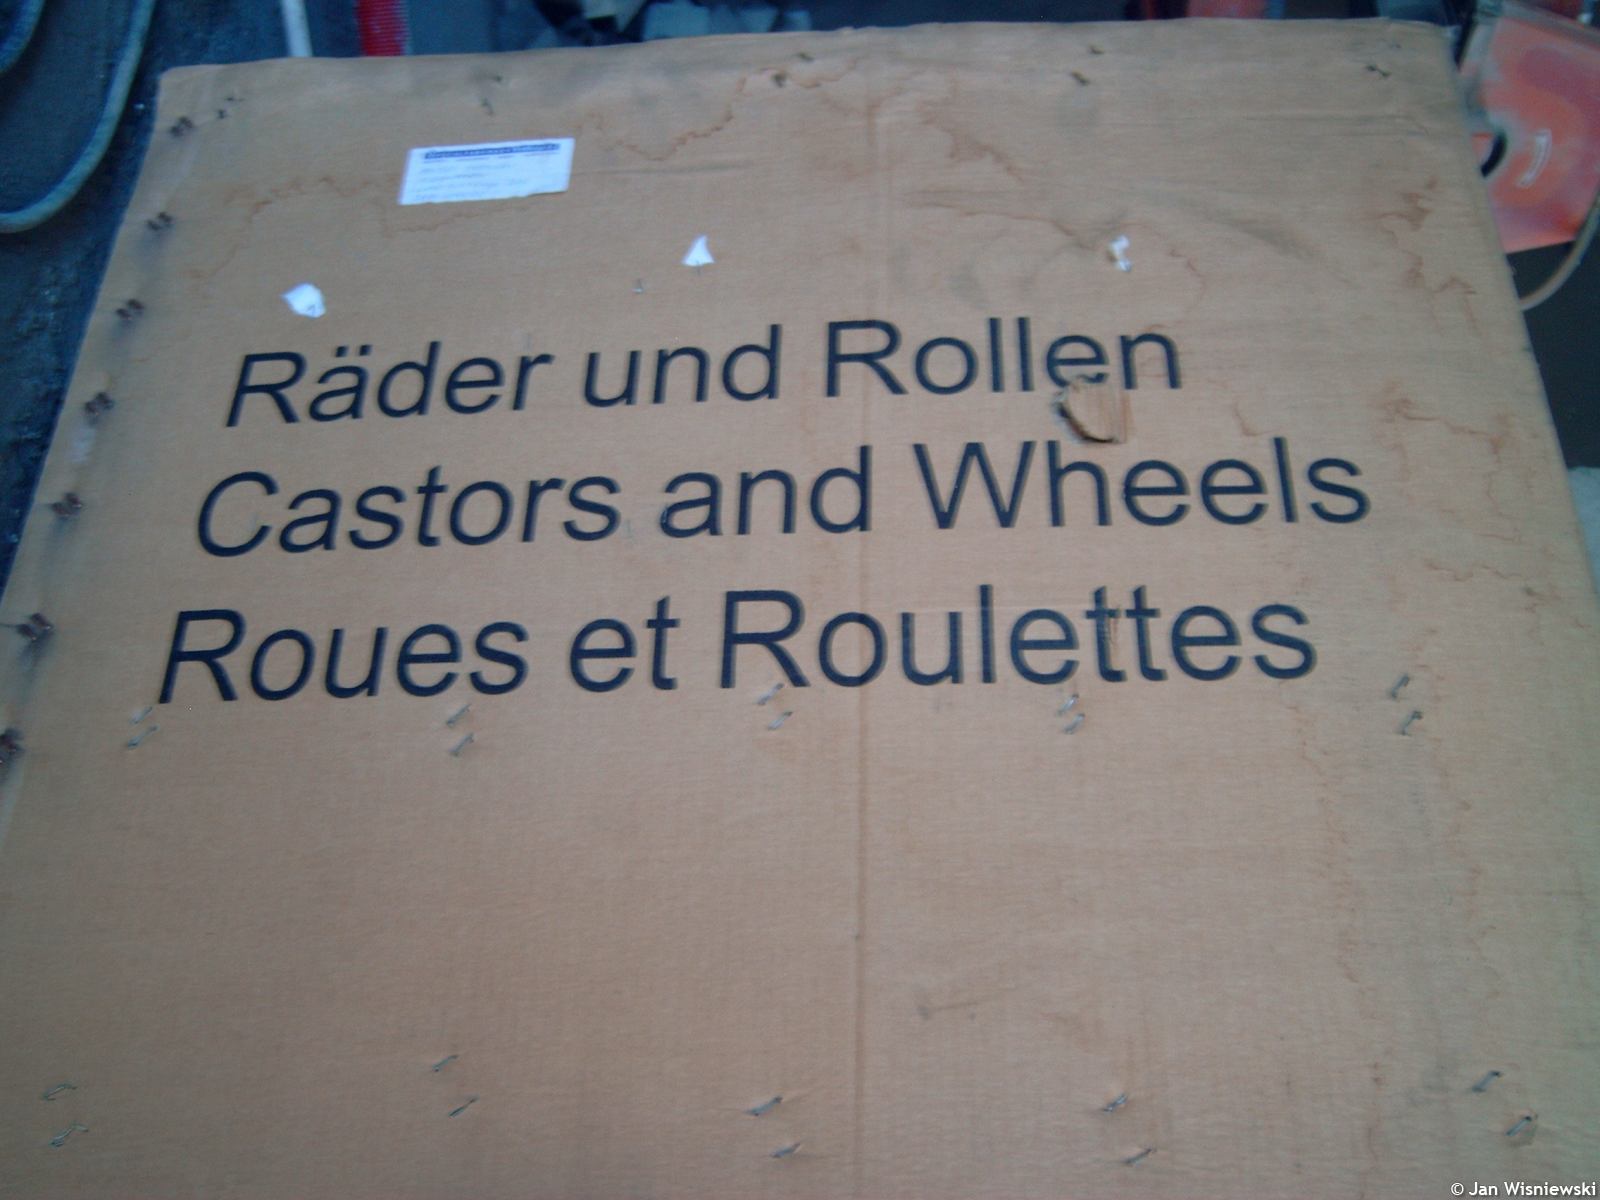 Räder und Rollen
Castors and Wheels
Roues et Roulettes
© Jan Wisniewski